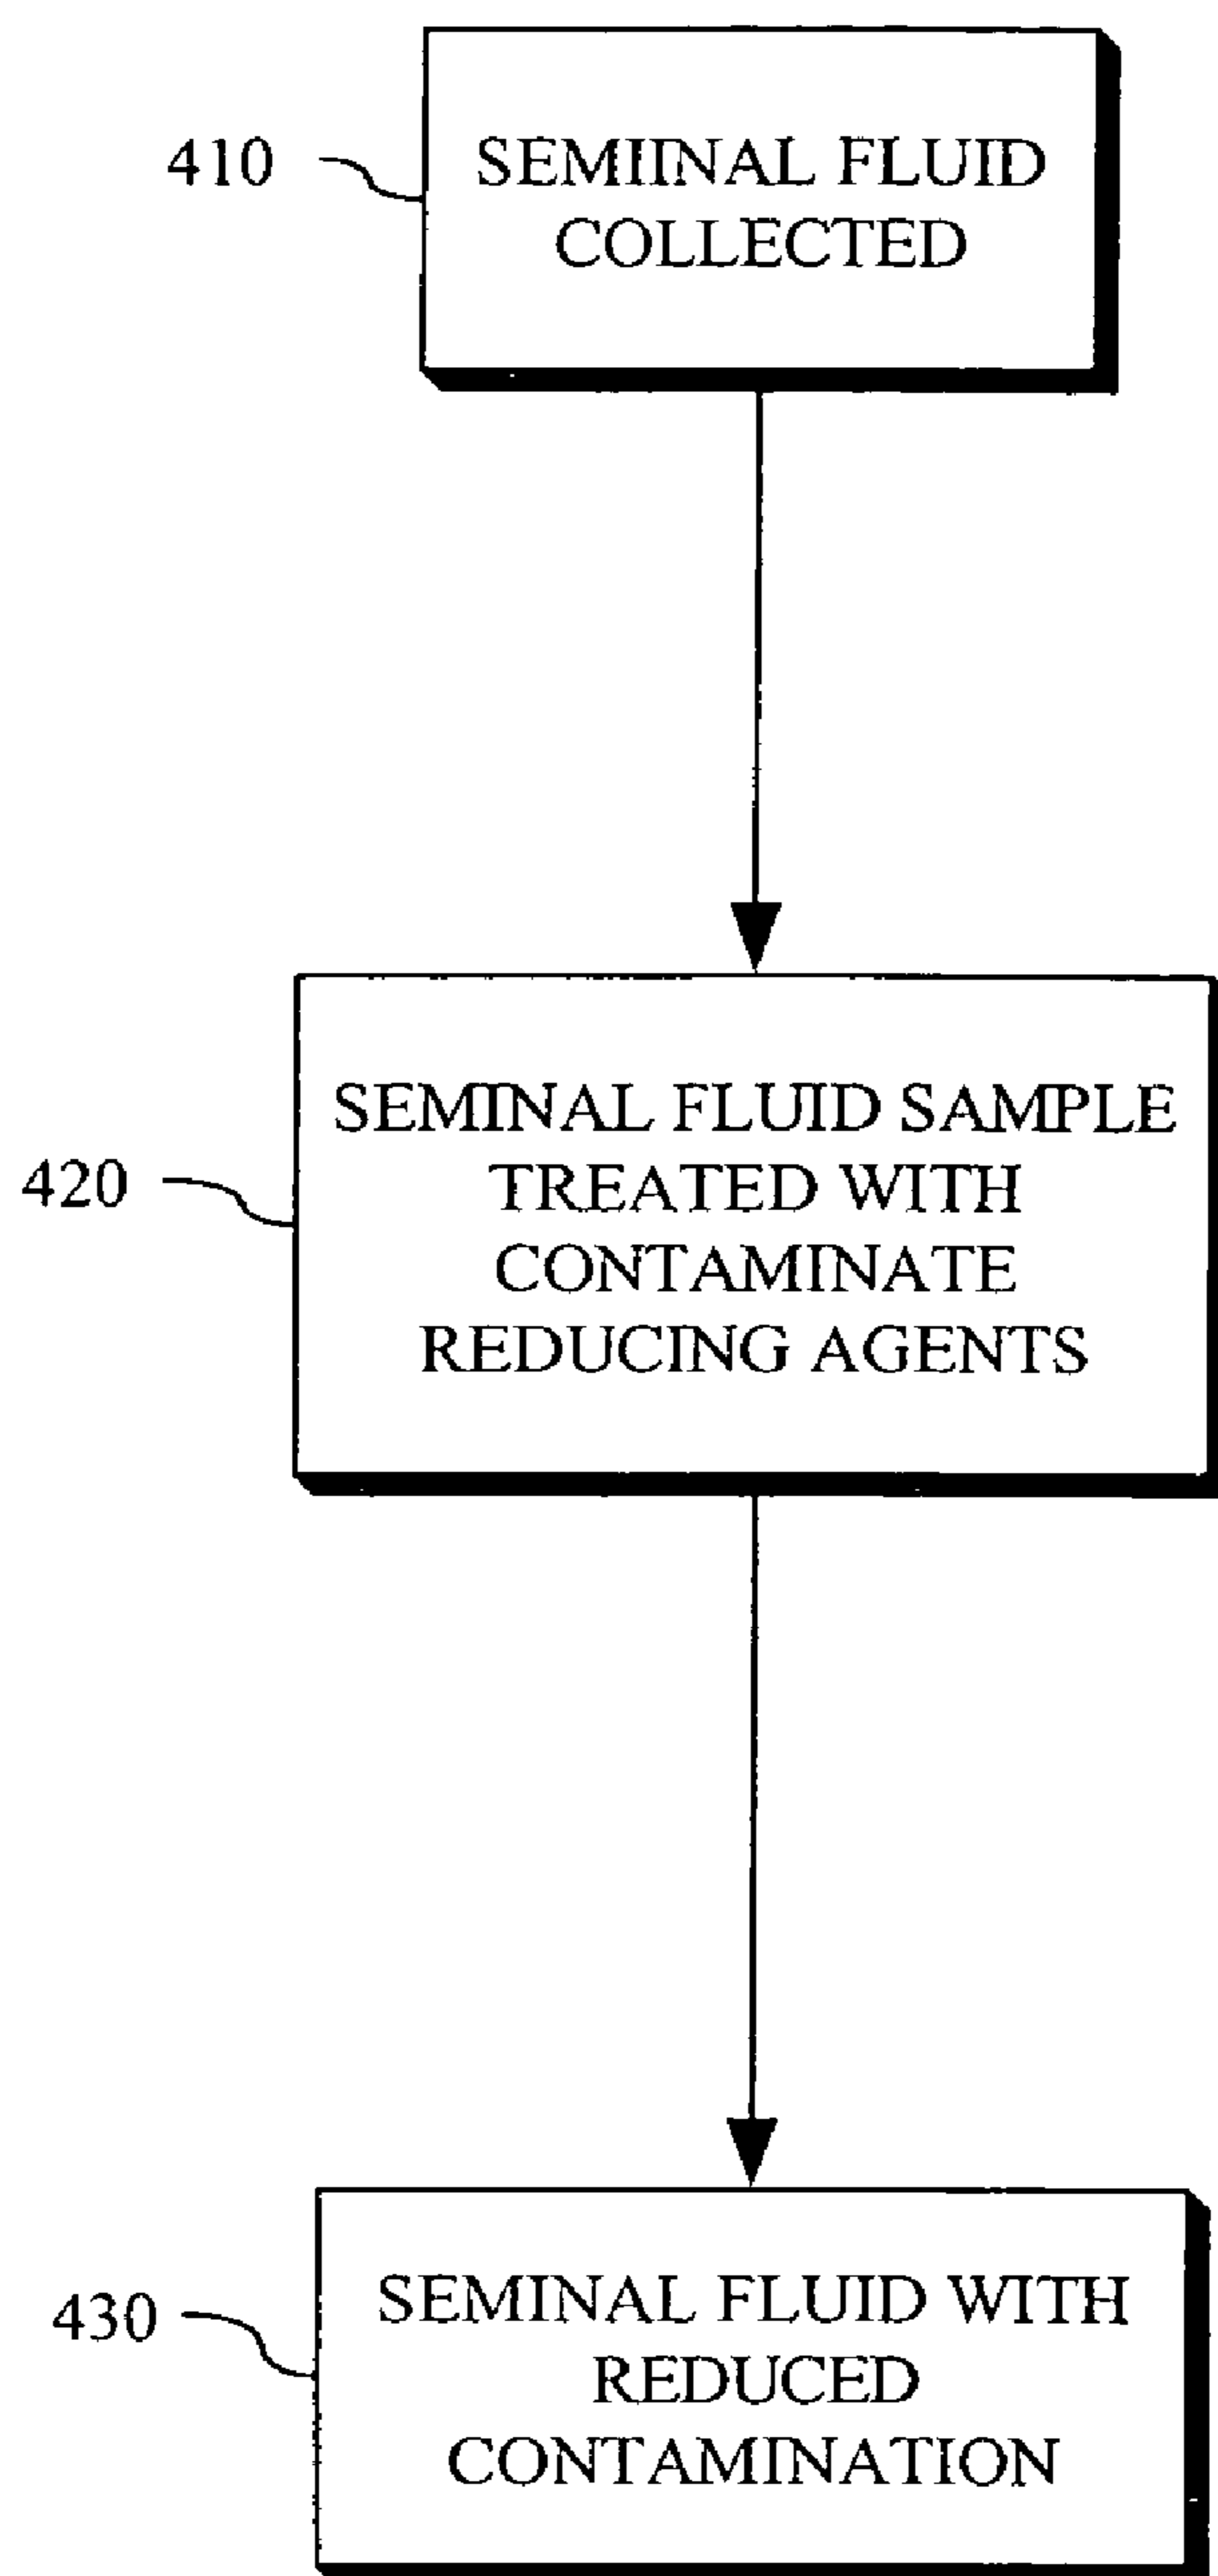 410
SEMIINAL FLUID
COLLECTED
420
SEMINAL FLUID SAMPLE
TREATED WITH
CONTAMINATE
REDUCING AGENTS
430
SEMINAL FLUID WITH
REDUCED
CONTAMINATION